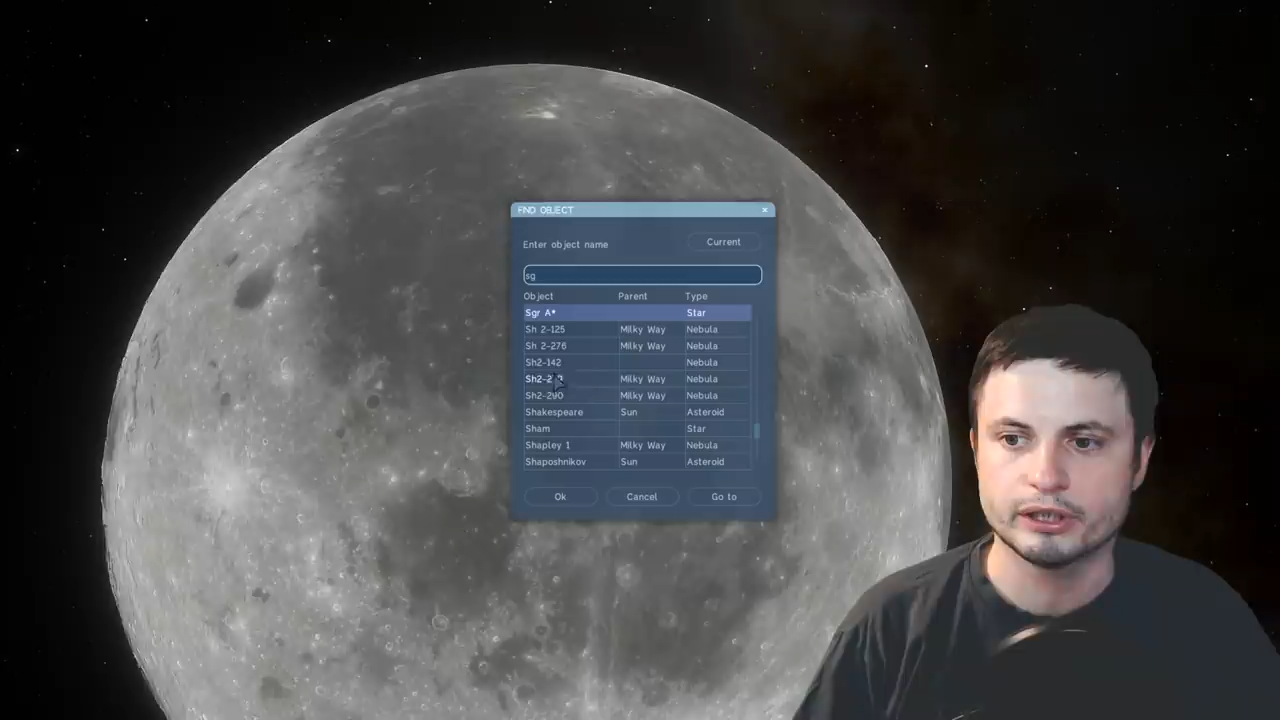 FIND OBJECT
Enter object name Current
sg
Object Parent Type
Sgr A* Star
Sh 2-125 Milky Way Nebula
Sh 2-276 Milky Way Nebula
Sh2-142 Nebula
Milky Way Nebula
Sh2-290 Milky Way Nebula
Shakespeare Sun Asteroid
Sham Star
Shapley 1 Milky Way Nebula
Shaposhnikov Sun Asteroid
Ok Cancel Go to